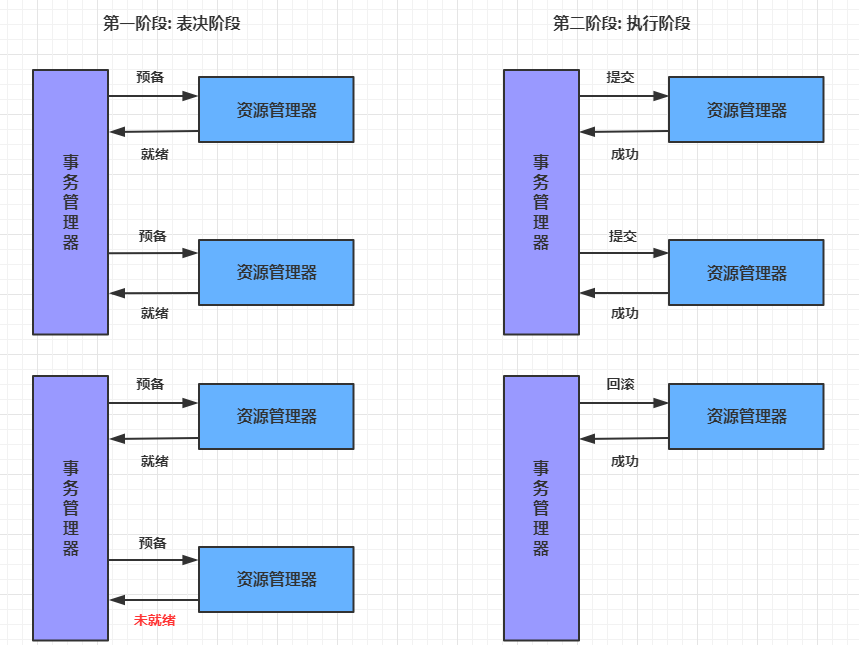 第一阶段: 表决阶段
第二阶段: 执行阶段
事务管理器
预备
资源管理器
就绪
预备
资源管理器
就绪
事务管理器
提交
资源管理器
成功
提交
资源管理器
成功
事务管理器
预备
资源管理器
就绪
预备
资源管理器
未就绪
事务管理器
回滚
资源管理器
成功